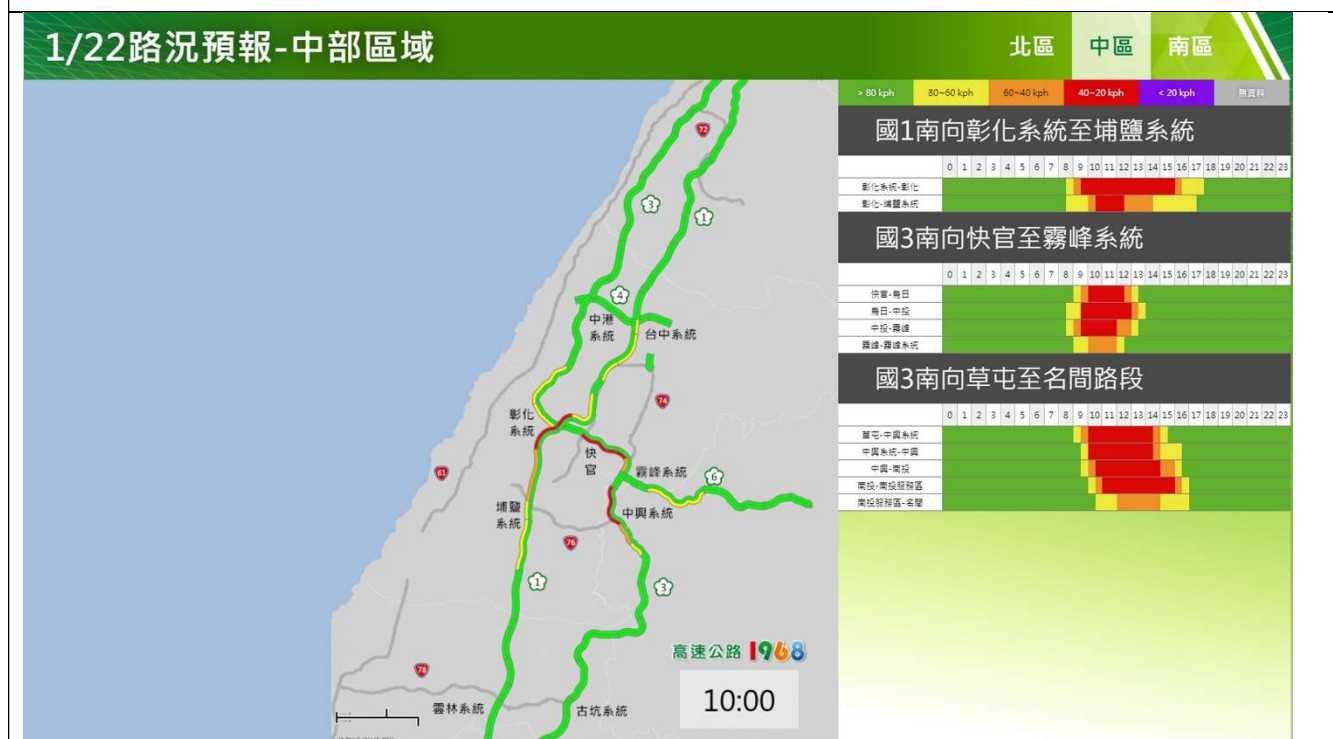 1/22路況預報-中部區域
北區 中區 南區
> 80 kph 80~60 kph 60~40 kph 40~20 kph < 20 kph 無資料
國1南向彰化系統至埔鹽系統
0 1 2 3 4 5 6 7 8 9 10 11 12 13 14 15 16 17 18 19 20 21 22 23
彰化系統-彰化
彰化-埔鹽系統
國3南向快官至霧峰系統
0 1 2 3 4 5 6 7 8 9 10 11 12 13 14 15 16 17 18 19 20 21 22 23
快官-烏日
烏日-中投
中投-霧峰
霧峰-霧峰系統
國3南向草屯至名間路段
0 1 2 3 4 5 6 7 8 9 10 11 12 13 14 15 16 17 18 19 20 21 22 23
草屯-中興系統
中興系統-中興
中興-南投
南投-南投服務區
南投服務區-名間
72
3
1
4
中港
系統
台中系統
74
彰化
系統
快
官
61
霧峰系統
6
埔鹽
系統
中興系統
76
1
3
高速公路 1968
78
10:00
雲林系統
古坑系統